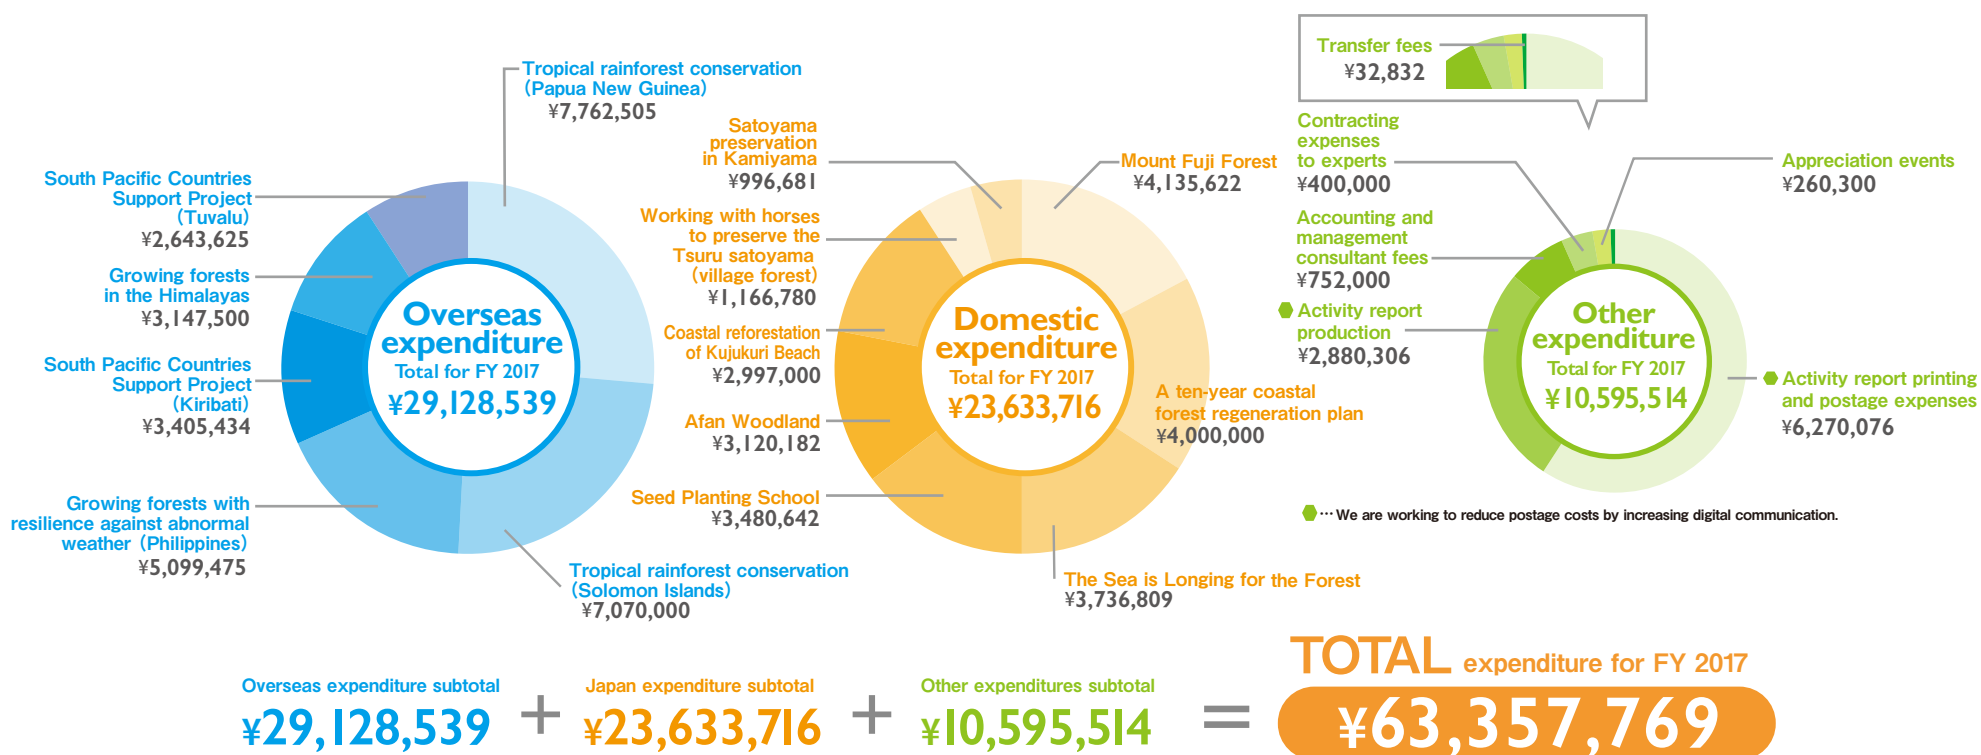 Tropical rainforest conservation
(Papua New Guinea)
¥7,762,505
South Pacific Countries
Support Project
(Tuvalu)
¥2,643,625
Growing forests
in the Himalayas
¥3,147,500
South Pacific Countries
Support Project
(Kiribati)
¥3,405,434
Growing forests with
resilience against abnormal
weather (Philippines)
¥5,099,475
Tropical rainforest conservation
(Solomon Islands)
¥7,070,000
Overseas
expenditure
Total for FY 2017
¥29,128,539
Satoyama
preservation
in Kamiyama
¥996,681
Working with horses
to preserve the
Tsuru satoyama
(village forest)
¥1,166,780
Coastal reforestation
of Kujukuri Beach
¥2,997,000
Afan Woodland
¥3,120,182
Seed Planting School
¥3,480,642
Mount Fuji Forest
¥4,135,622
A ten-year coastal
forest regeneration plan
¥4,000,000
The Sea is Longing for the Forest
¥3,736,809
Domestic
expenditure
Total for FY 2017
¥23,633,716
Transfer fees
¥32,832
Contracting
expenses
to experts
¥400,000
Accounting and
management
consultant fees
¥752,000
Activity report
production
¥2,880,306
Appreciation events
¥260,300
Activity report printing
and postage expenses
¥6,270,076
Other
expenditure
Total for FY 2017
¥10,595,514
… We are working to reduce postage costs by increasing digital communication.
Overseas expenditure subtotal
¥29,128,539
+
Japan expenditure subtotal
¥23,633,716
+
Other expenditures subtotal
¥10,595,514
=
TOTAL expenditure for FY 2017
¥63,357,769